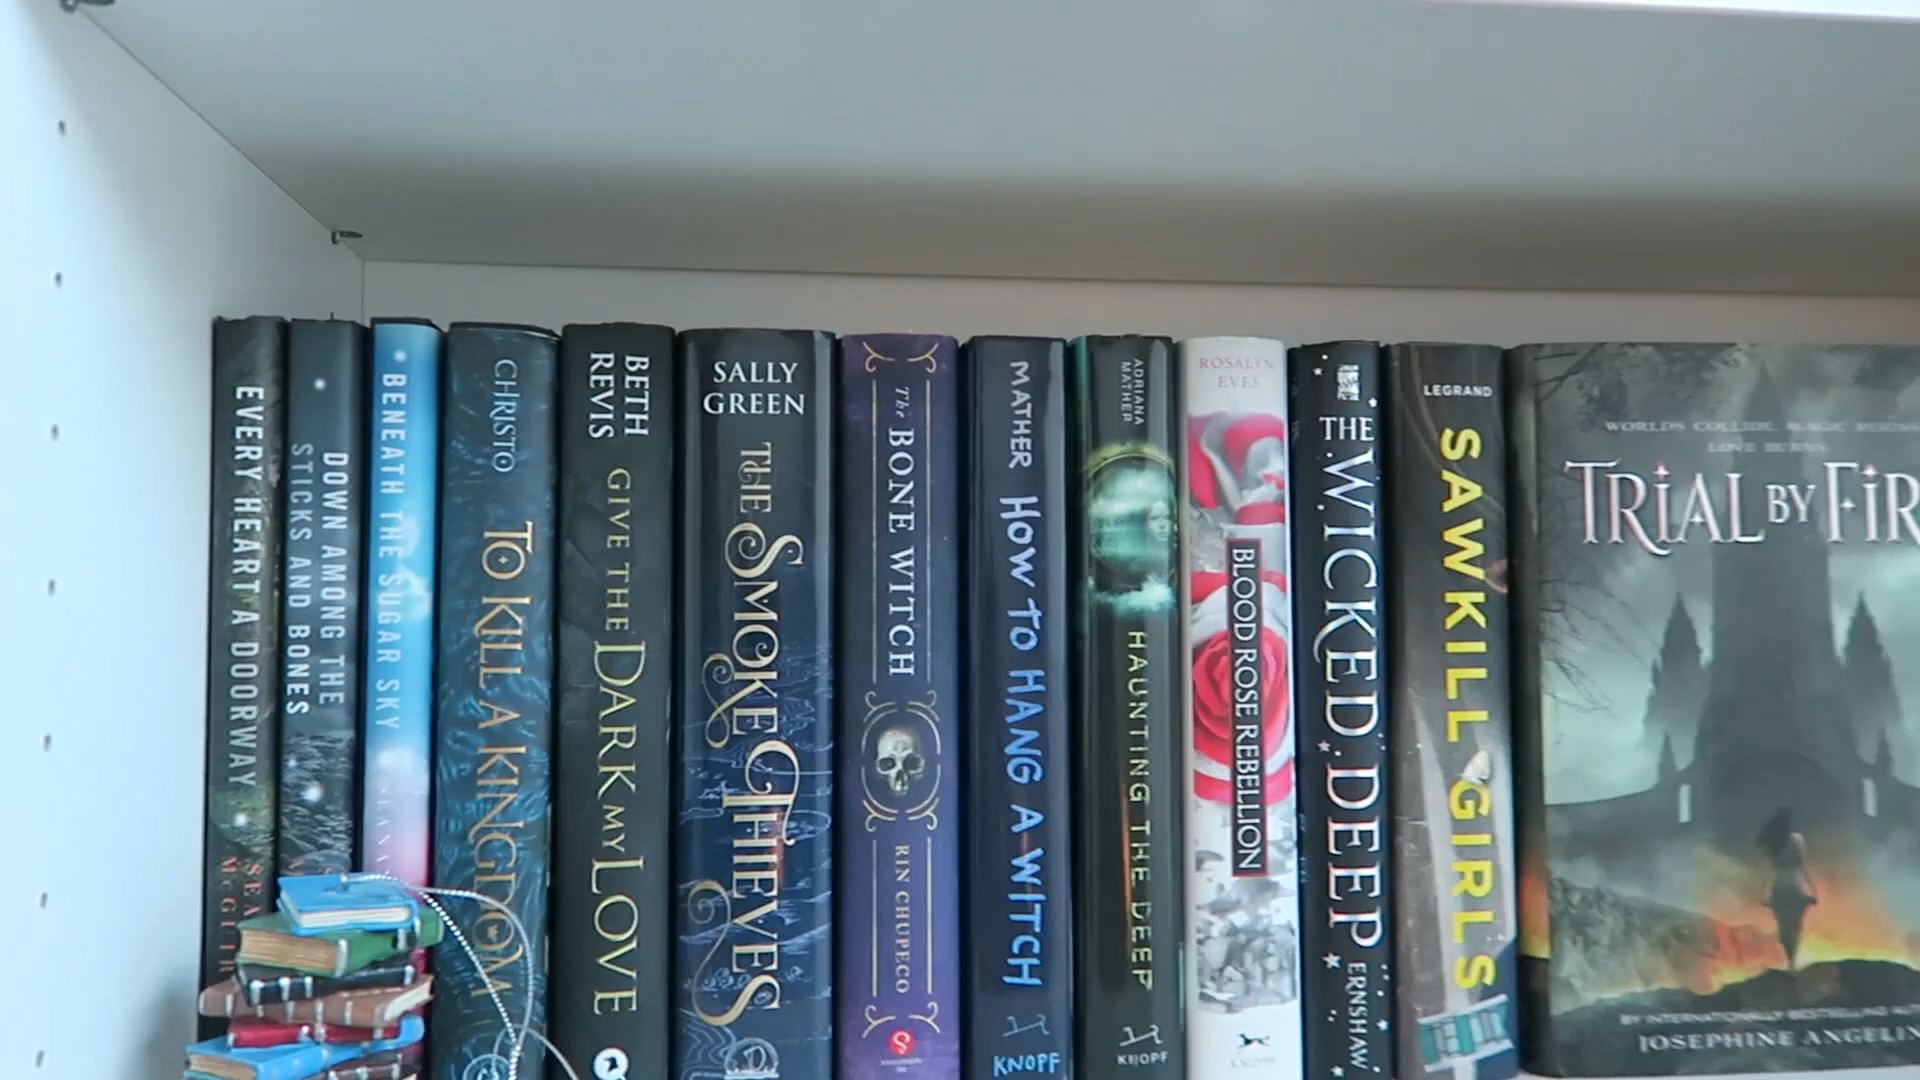 EVERY HEART A DOORWAY
DOWN AMONG THE
STICKS AND BONES
BENEATH THE SUGAR SKY
CHRISTO
TO KILL A KINGDOM
BETH
REVIS
GIVE THE DARK MY LOVE
SALLY
GREEN
THE SMOKE THIEVES
The BONE WITCH
RIN CHUPECO
MATHER
HOW TO HANG A WITCH
KNOPF
ADRIANA
MATHER
HAUNTING THE DEEP
KNOPF
ROSALYN
EVES
BLOOD ROSE REBELLION
KNOPF
THE WICKED DEEP
ERNSHAW
LEGRAND
SAWKILL GIRLS
WORLDS COLLIDE. MAGIC REIGNS
LOVE BURNS
TRIAL BY FIR
BY INTERNATIONALLY BESTSELLING
JOSEPHINE ANGELIN